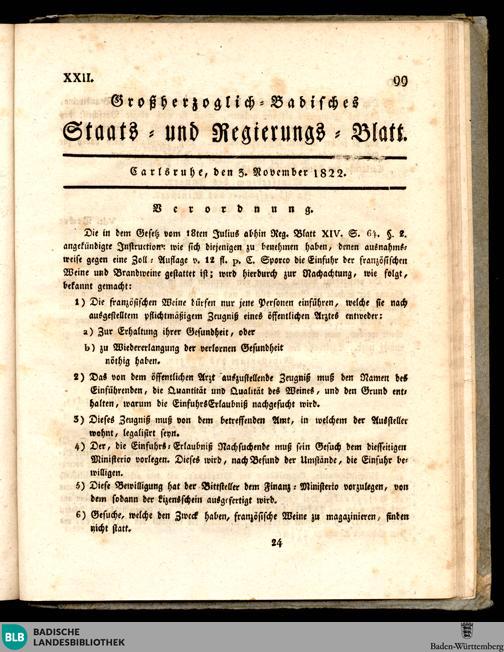 XXII. 99
Großherzoglich-Badisches
Staats- und Regierungs-Blatt.
Carlsruhe, den 3. November 1822.
Verordnung.
Die in dem Gesetz vom 18ten Julius abhin Reg. Blatt XIV. S. 64. §. 2.
angekündigte Instruction: wie sich diejenigen zu benehmen haben, denen ausnahms-
weise gegen eine Zoll-Auflage v. 12 fl. p. C. Sporco die Einfuhr der französischen
Weine und Brandweine gestattet ist; wird hierdurch zur Nachachtung, wie folgt,
bekannt gemacht:
1) Die französischen Weine dürfen nur jene Personen einführen, welche sie nach
ausgestelltem pflichtmäßigem Zeugniß eines öffentlichen Arztes entweder:
a) Zur Erhaltung ihrer Gesundheit, oder
b) zu Wiedererlangung der verlornen Gesundheit
nöthig haben.
2) Das von dem öffentlichen Arzt auszustellende Zeugniß muß den Namen des
Einführenden, die Quantität und Qualität des Weines, und den Grund ent-
halten, warum die EinfuhrsErlaubniß nachgesucht wird.
3) Dieses Zeugniß muß von dem betreffenden Amt, in welchem der Aussteller
wohnt, legalisirt seyn.
4) Der, die Einfuhrs-Erlaubniß Nachsuchende muß sein Gesuch dem diesseitigen
Ministerio vorlegen. Dieses wird, nach Befund der Umstände, die Einfuhr be-
willigen.
5) Diese Bewilligung hat der Bittsteller dem Finanz-Ministerio vorzulegen, von
dem sodann der Lizensschein ausgefertigt wird.
6) Gesuche, welche den Zweck haben, französische Weine zu magazinieren, finden
nicht statt.
24
BLB BADISCHE
LANDESBIBLIOTHEK
Baden-Württemberg